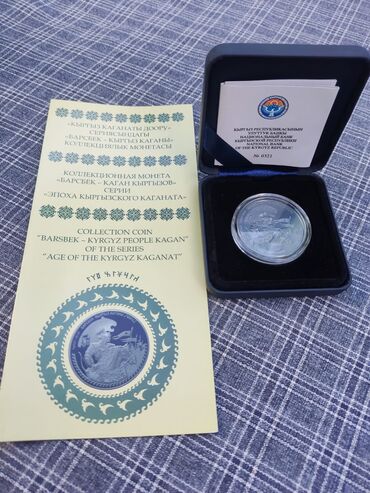 «КЫРГЫЗ КАГАНАТЫ ДООРУ»
СЕРИЯСЫНДАГЫ
«БАРСБЕК – КЫРГЫЗ КАГАНЫ»
КОЛЛЕКЦИЯЛЫК МОНЕТАСЫ
КОЛЛЕКЦИОННАЯ МОНЕТА
«БАРСБЕК – КАГАН КЫРГЫЗОВ»
СЕРИИ
«ЭПОХА КЫРГЫЗСКОГО КАГАНАТА»
COLLECTION COIN
"BARSBEK – KYRGYZ PEOPLE KAGAN"
OF THE SERIES
"AGE OF THE KYRGYZ KAGANAT"
КЫРГЫЗ РЕСПУБЛИКАСЫНЫН
УЛУТТУК БАНКЫ
НАЦИОНАЛЬНЫЙ БАНК
КЫРГЫЗСКОЙ РЕСПУБЛИКИ
NATIONAL BANK
OF THE KYRGYZ REPUBLIC
№ 0321